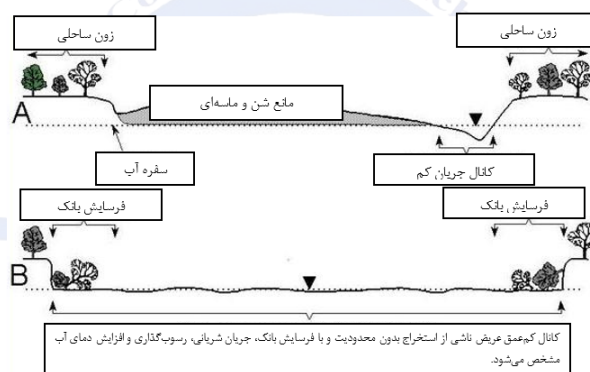 زون ساحلی
زون ساحلی
مانع شن و ماسه‌ای
A
سفره آب
کانال جریان کم
فرسایش بانک
فرسایش بانک
B
کانال کم‌عمق عریض ناشی از استخراج بدون محدودیت و با فرسایش بانک، جریان شریانی، رسوب‌گذاری و افزایش دمای آب
مشخص می‌شود.